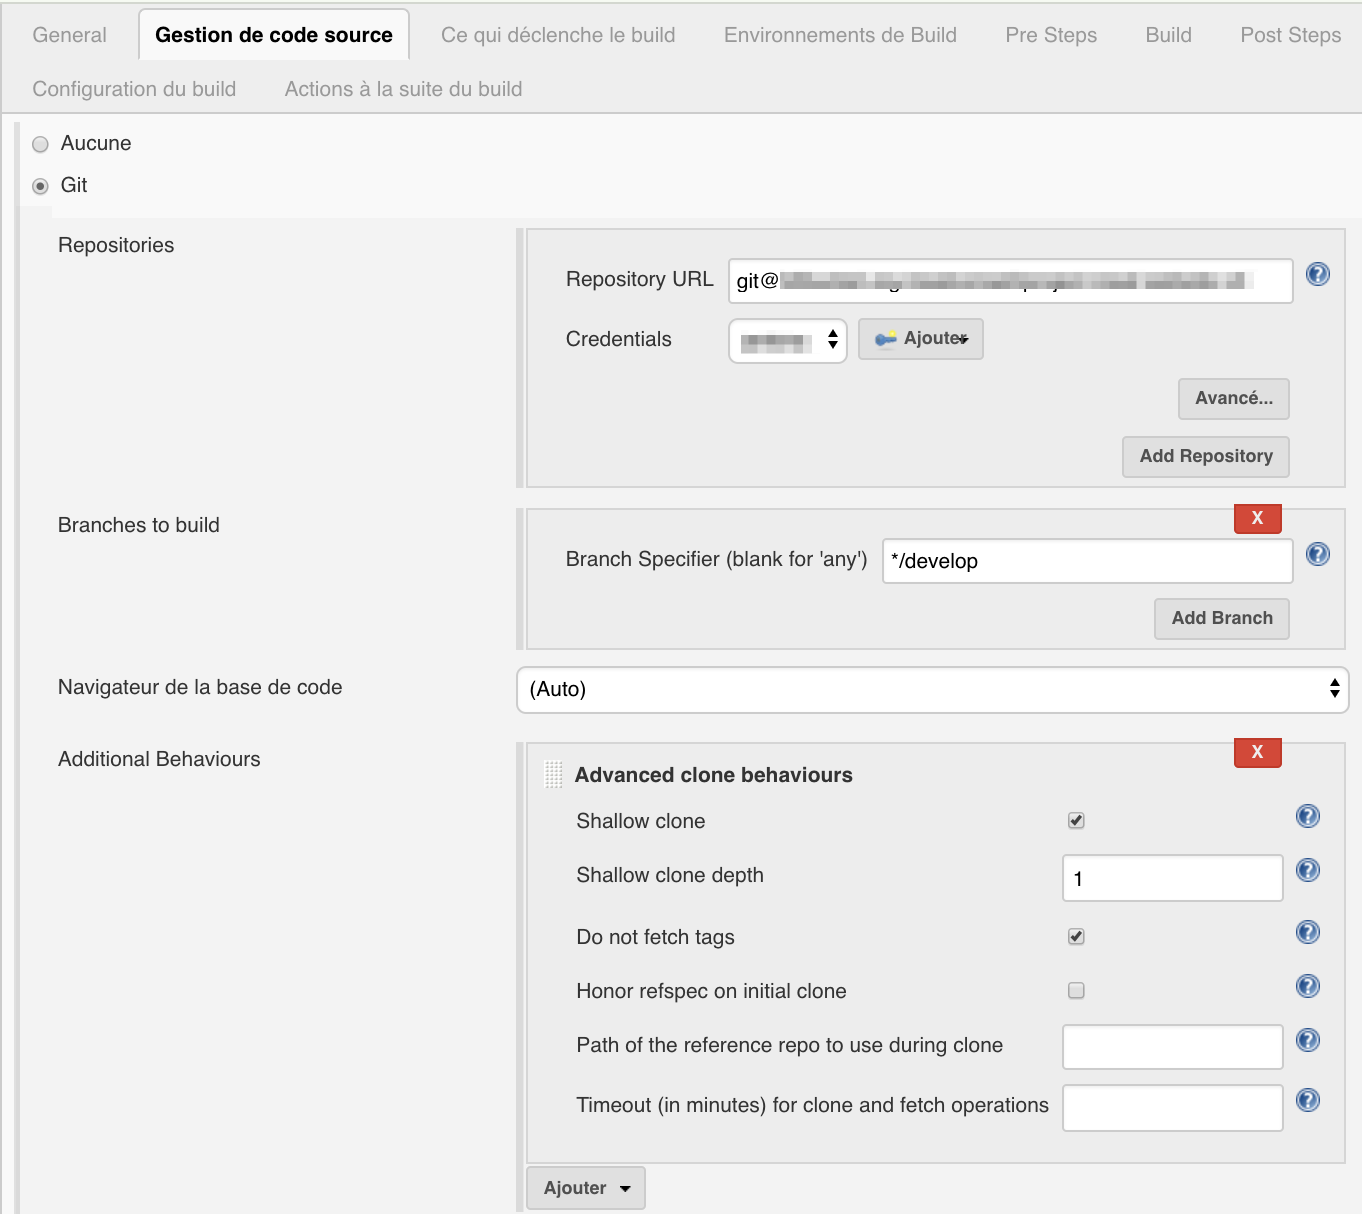 General Gestion de code source Ce qui déclenche le build Environnements de Build Pre Steps Build Post Steps
Configuration du build Actions à la suite du build
Aucune
Git
Repositories
Repository URL git@
Credentials Ajouter
Avancé...
Add Repository
Branches to build
X
Branch Specifier (blank for 'any') */develop
Add Branch
Navigateur de la base de code (Auto)
Additional Behaviours
X
Advanced clone behaviours
Shallow clone
Shallow clone depth 1
Do not fetch tags
Honor refspec on initial clone
Path of the reference repo to use during clone
Timeout (in minutes) for clone and fetch operations
Ajouter